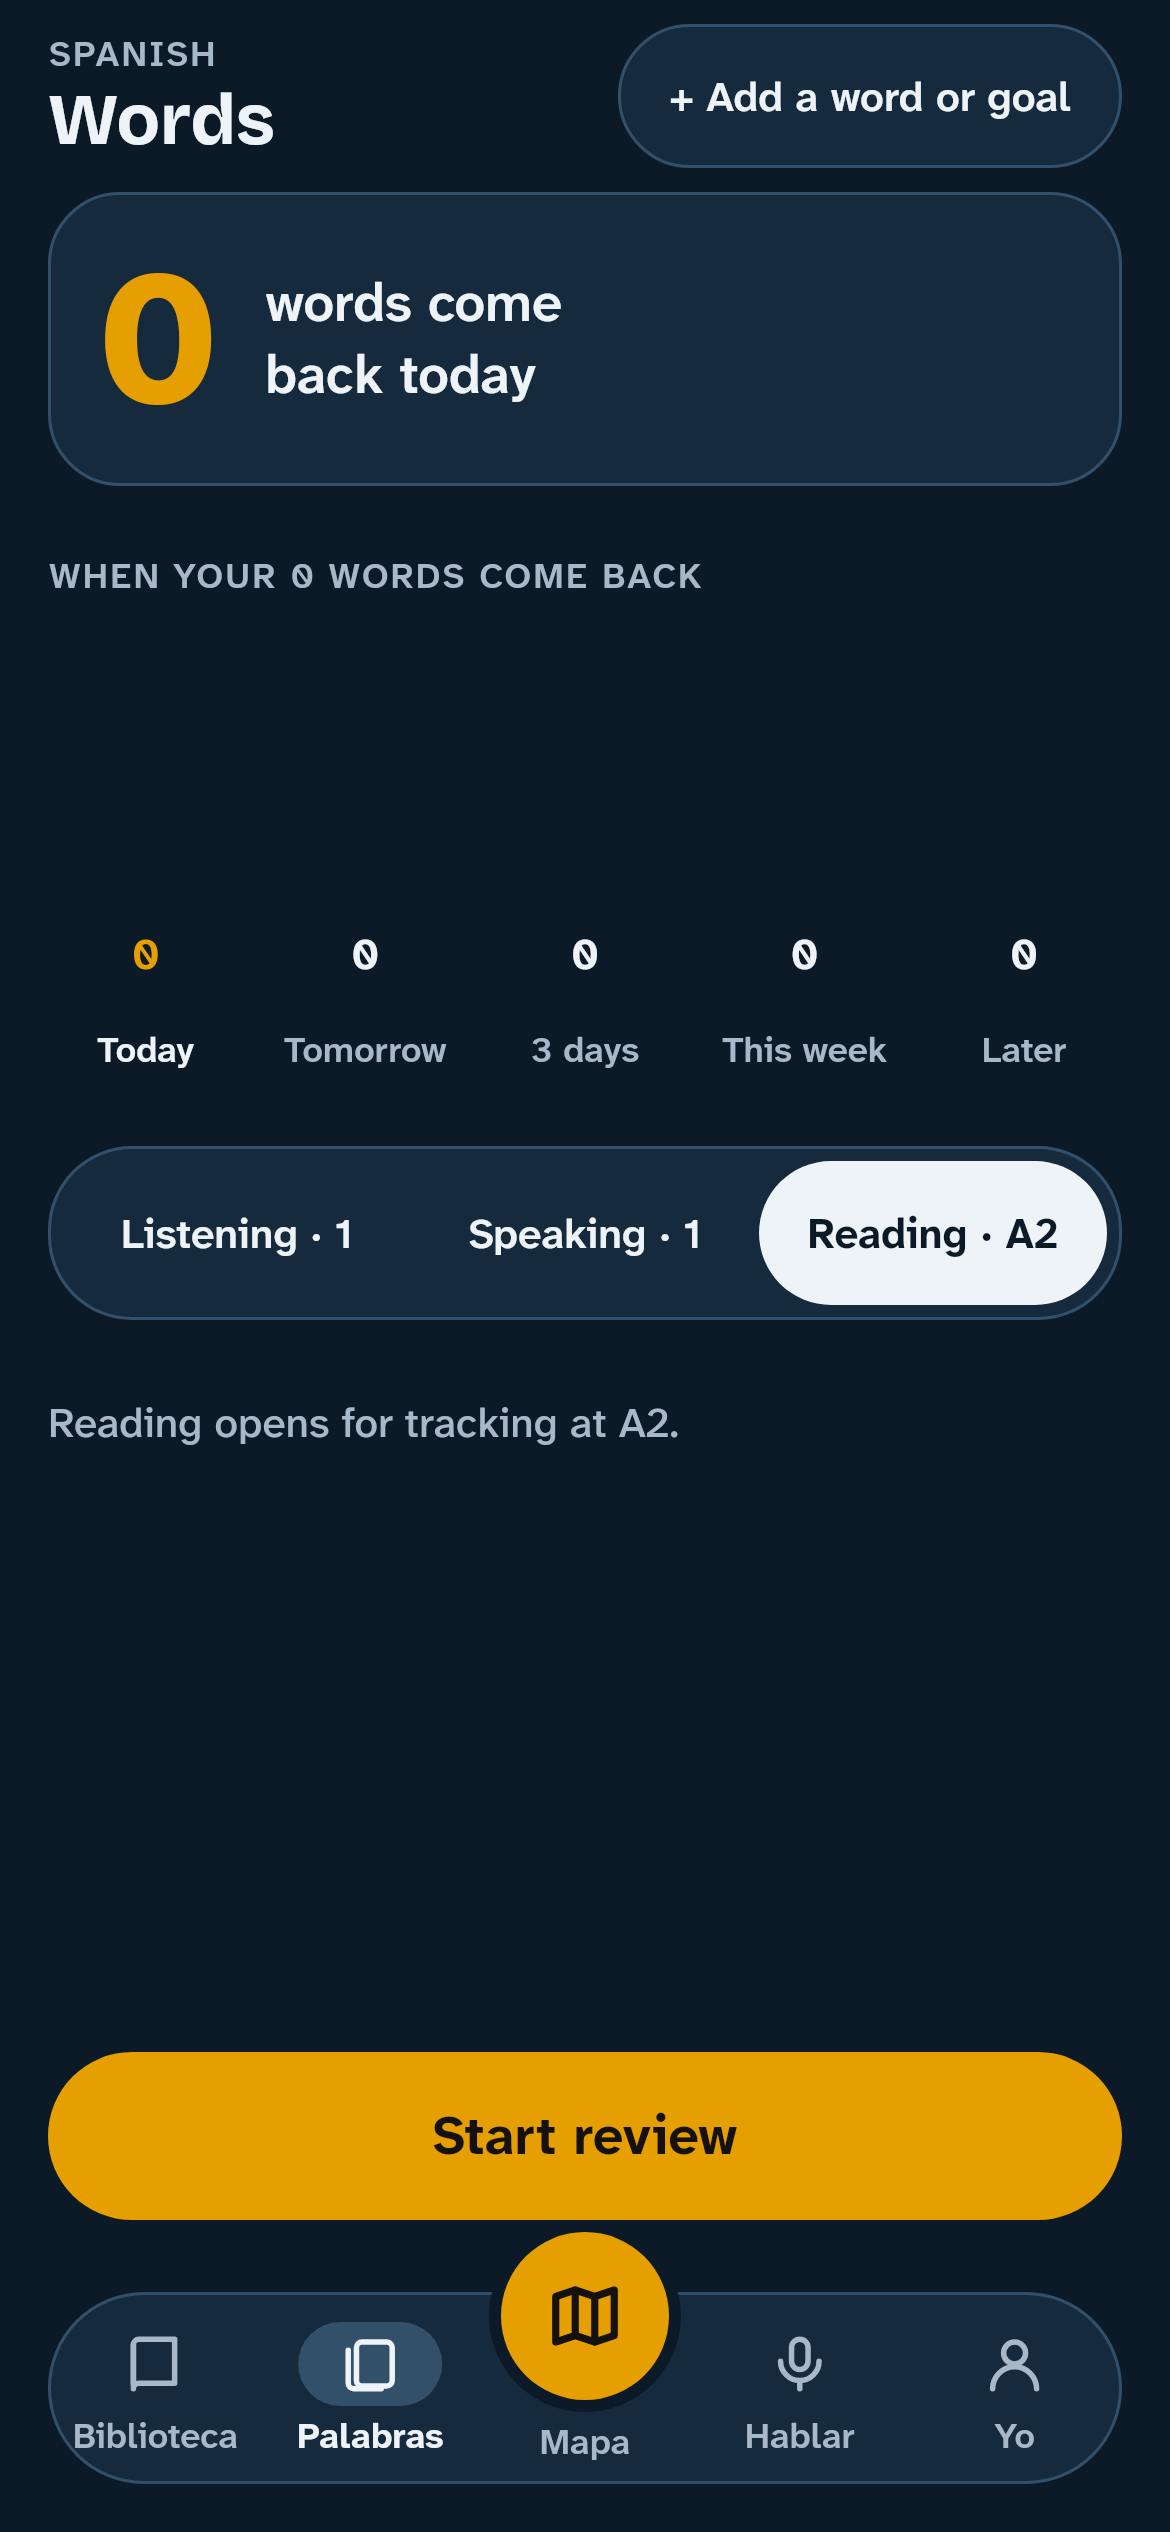 SPANISH
Words
+ Add a word or goal
0
words come
back today
WHEN YOUR 0 WORDS COME BACK
0 0 0 0 0
Today Tomorrow 3 days This week Later
Listening · 1 Speaking · 1 Reading · A2
Reading opens for tracking at A2.
Start review
Biblioteca Palabras Mapa Hablar Yo